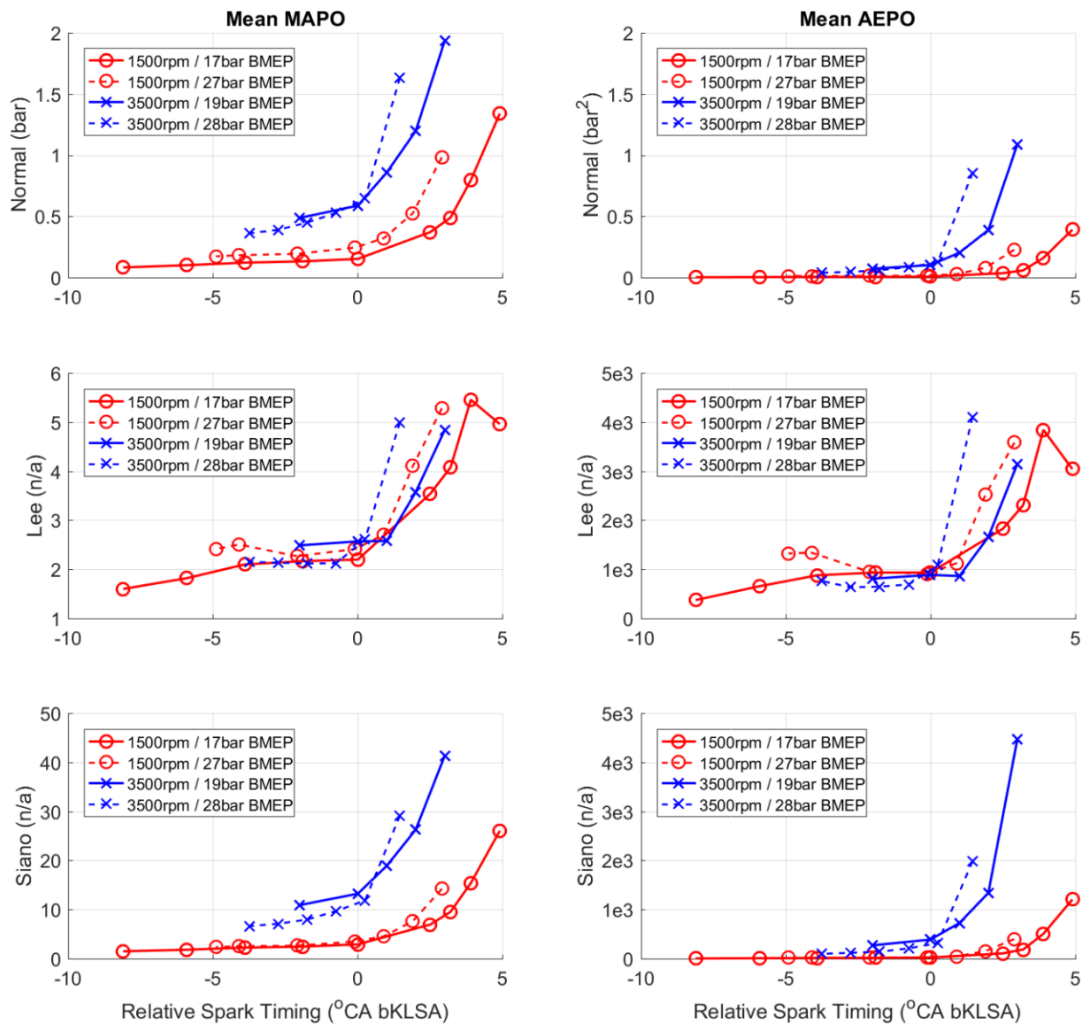 Mean MAPO
Normal (bar)
2
1.5
1
0.5
0
1500rpm / 17bar BMEP
1500rpm / 27bar BMEP
3500rpm / 19bar BMEP
3500rpm / 28bar BMEP
-10 -5 0 5
Mean AEPO
Normal (bar²)
2
1.5
1
0.5
0
1500rpm / 17bar BMEP
1500rpm / 27bar BMEP
3500rpm / 19bar BMEP
3500rpm / 28bar BMEP
-10 -5 0 5
Lee (n/a)
6
5
4
3
2
1
1500rpm / 17bar BMEP
1500rpm / 27bar BMEP
3500rpm / 19bar BMEP
3500rpm / 28bar BMEP
-10 -5 0 5
Lee (n/a)
5e3
4e3
3e3
2e3
1e3
0
1500rpm / 17bar BMEP
1500rpm / 27bar BMEP
3500rpm / 19bar BMEP
3500rpm / 28bar BMEP
-10 -5 0 5
Siano (n/a)
50
40
30
20
10
0
1500rpm / 17bar BMEP
1500rpm / 27bar BMEP
3500rpm / 19bar BMEP
3500rpm / 28bar BMEP
-10 -5 0 5
Relative Spark Timing (°CA bKLSA)
Siano (n/a)
5e3
4e3
3e3
2e3
1e3
0
1500rpm / 17bar BMEP
1500rpm / 27bar BMEP
3500rpm / 19bar BMEP
3500rpm / 28bar BMEP
-10 -5 0 5
Relative Spark Timing (°CA bKLSA)